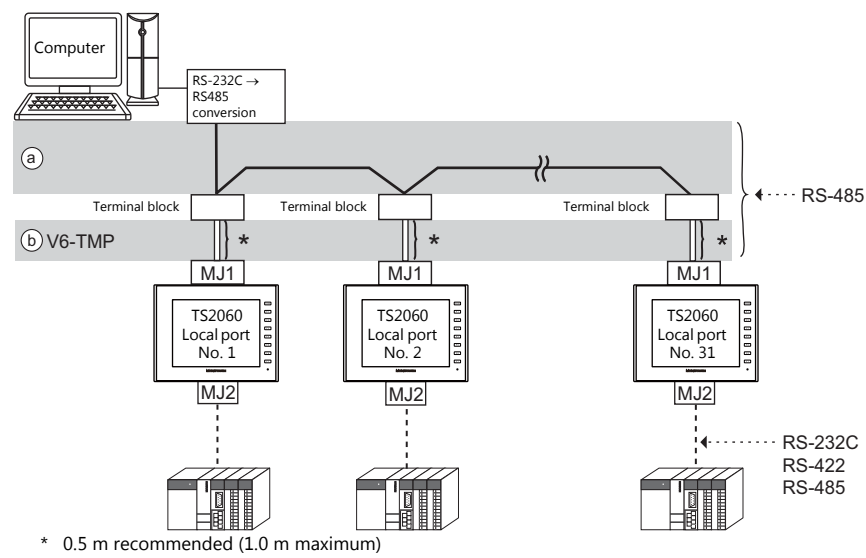 Computer
RS-232C →
RS485
conversion
a
RS-485
Terminal block
Terminal block
Terminal block
b V6-TMP
*
*
*
MJ1
MJ1
MJ1
TS2060
Local port
No. 1
TS2060
Local port
No. 2
TS2060
Local port
No. 31
MJ2
MJ2
MJ2
RS-232C
RS-422
RS-485
* 0.5 m recommended (1.0 m maximum)